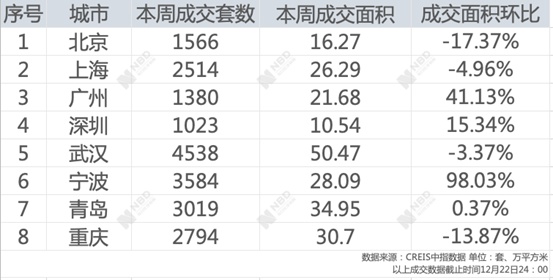 序号 城市 本周成交套数 本周成交面积 成交面积环比
1 北京 1566 16.27 -17.37%
2 上海 2514 26.29 -4.96%
3 广州 1380 21.68 41.13%
4 深圳 1023 10.54 15.34%
5 武汉 4538 50.47 -3.37%
6 宁波 3584 28.09 98.03%
7 青岛 3019 34.95 0.37%
8 重庆 2794 30.7 -13.87%
数据来源：CREIS中指数据 单位：套、万平方米
以上成交数据截止时间12月22日24：00